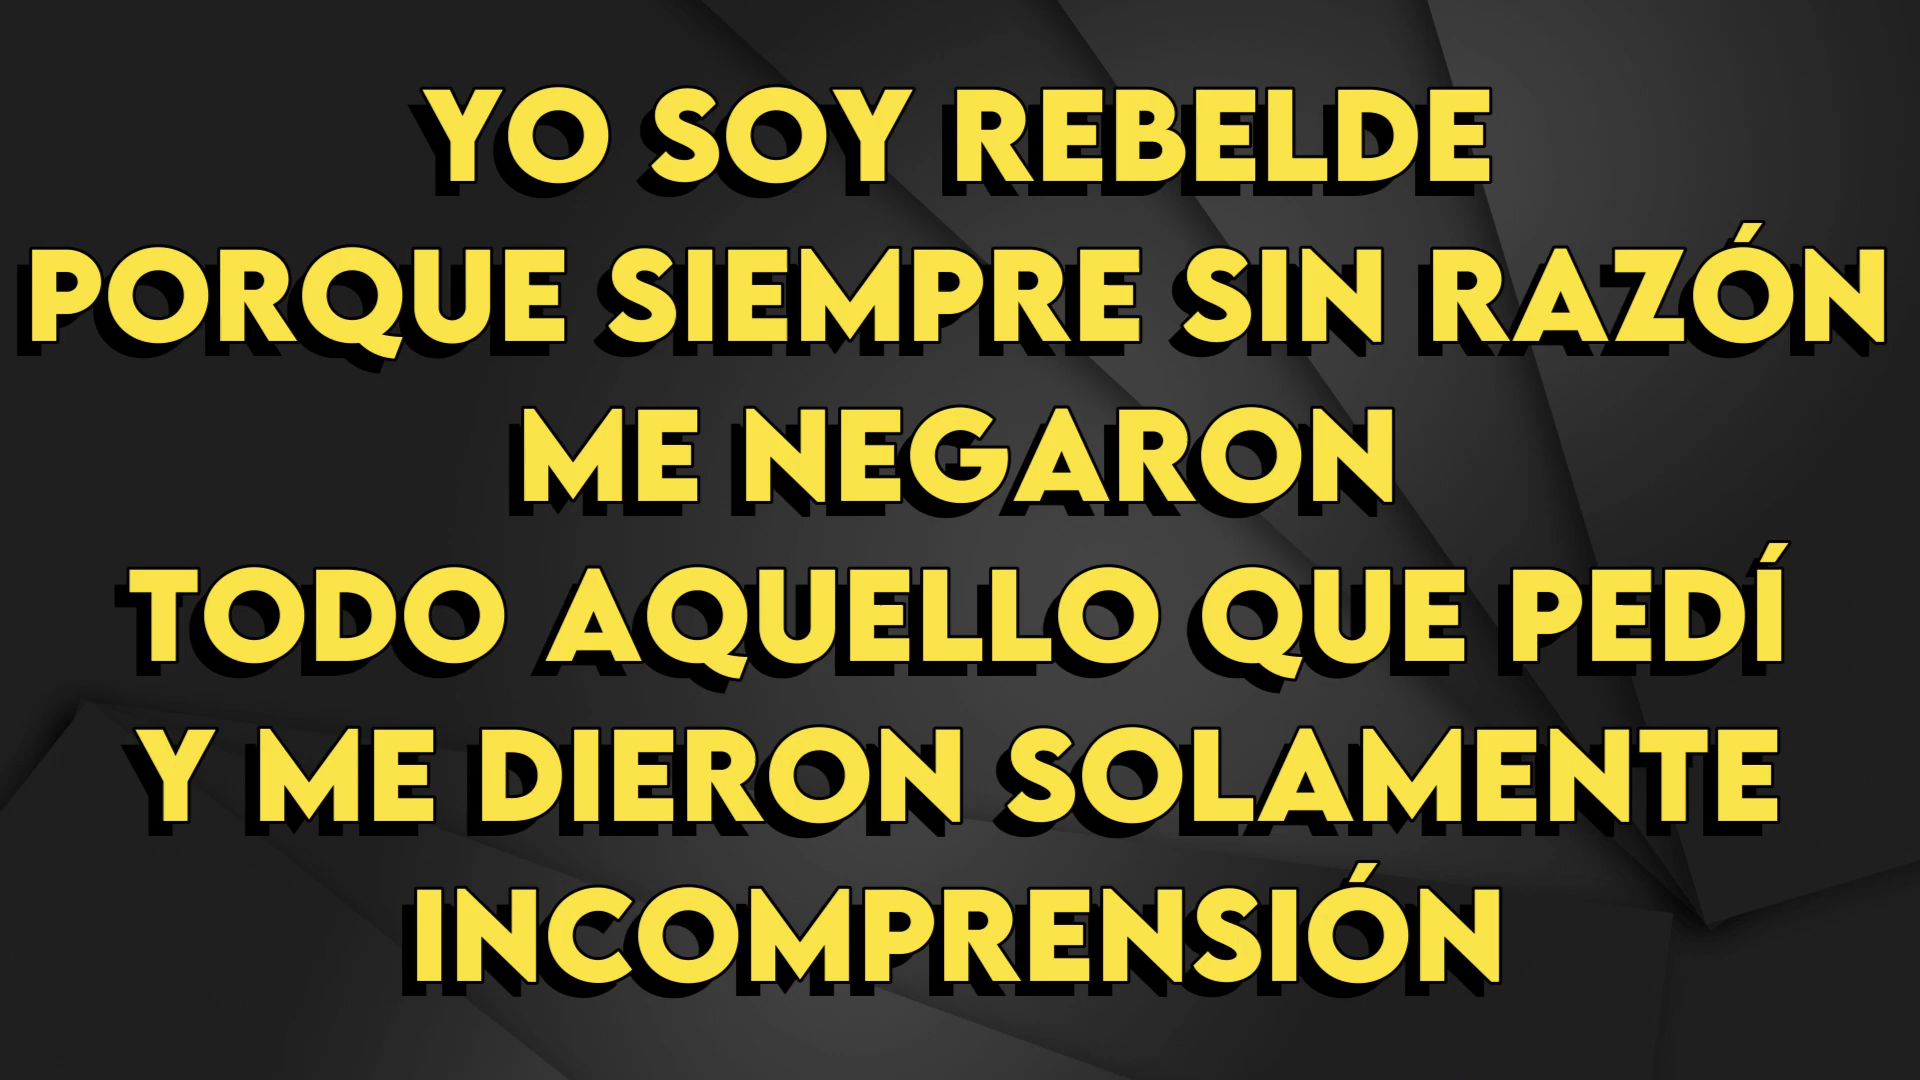 YO SOY REBELDE
PORQUE SIEMPRE SIN RAZÓN
ME NEGARON
TODO AQUELLO QUE PEDÍ
Y ME DIERON SOLAMENTE
INCOMPRENSIÓN